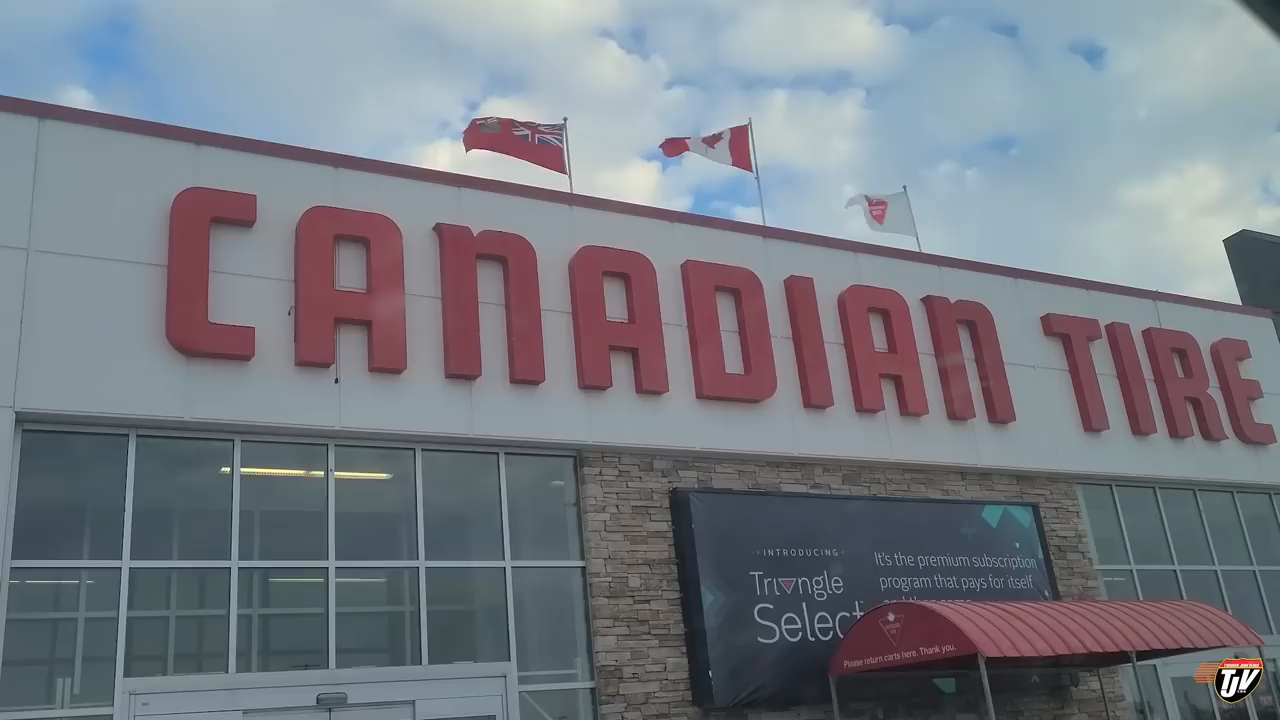 CANADIAN TIRE
· INTRODUCING ·
Triangle
Select
It's the premium subscription
program that pays for itself
Please return carts here. Thank you.